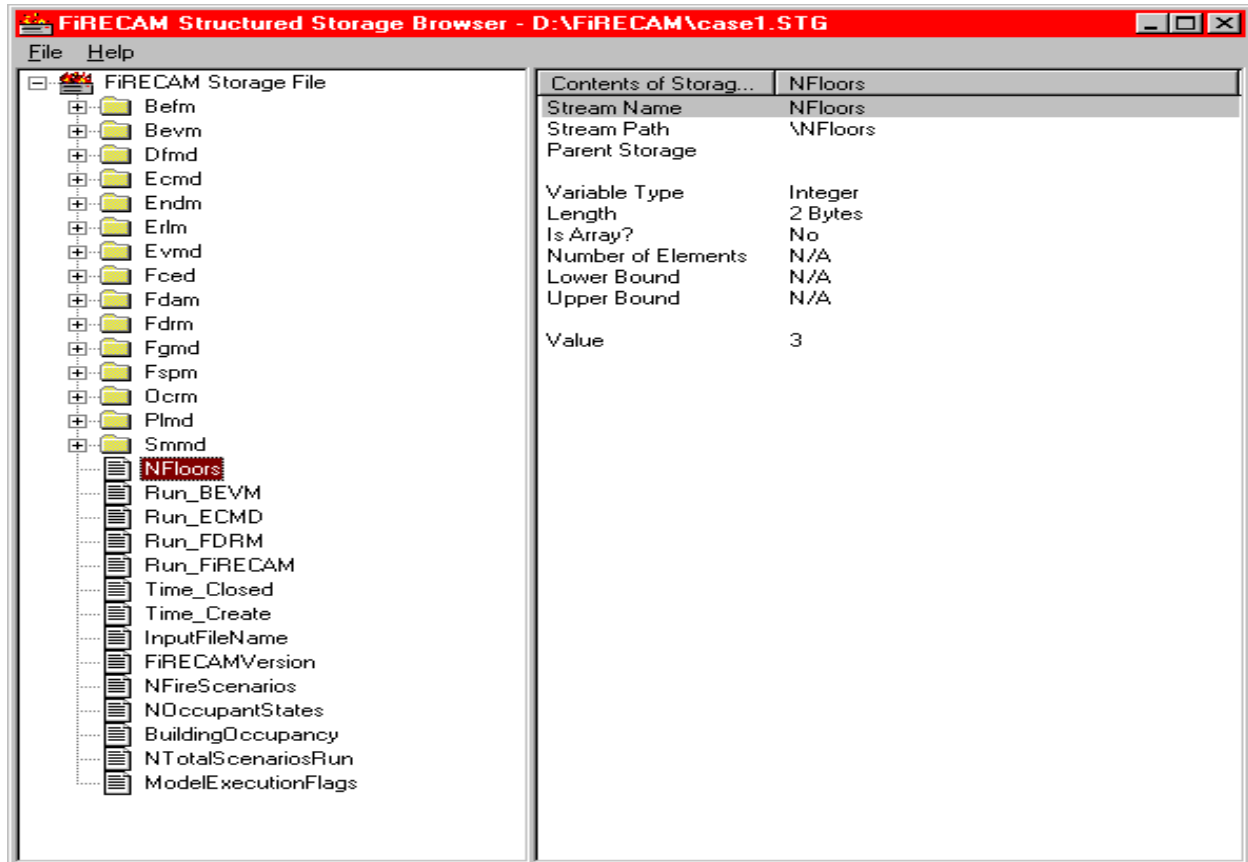 FiRECAM Structured Storage Browser - D:\FiRECAM\case1.STG
File Help
FiRECAM Storage File
Befm
Bevm
Dfmd
Ecmd
Endm
Erlm
Evmd
Fced
Fdam
Fdrm
Fgmd
Fspm
Ocrm
Plmd
Smmd
NFloors
Run_BEVM
Run_ECMD
Run_FDRM
Run_FiRECAM
Time_Closed
Time_Create
InputFileName
FiRECAMVersion
NFireScenarios
NOccupantStates
BuildingOccupancy
NTotalScenariosRun
ModelExecutionFlags
Contents of Storag... NFloors
Stream Name NFloors
Stream Path \NFloors
Parent Storage
Variable Type Integer
Length 2 Bytes
Is Array? No
Number of Elements N/A
Lower Bound N/A
Upper Bound N/A
Value 3